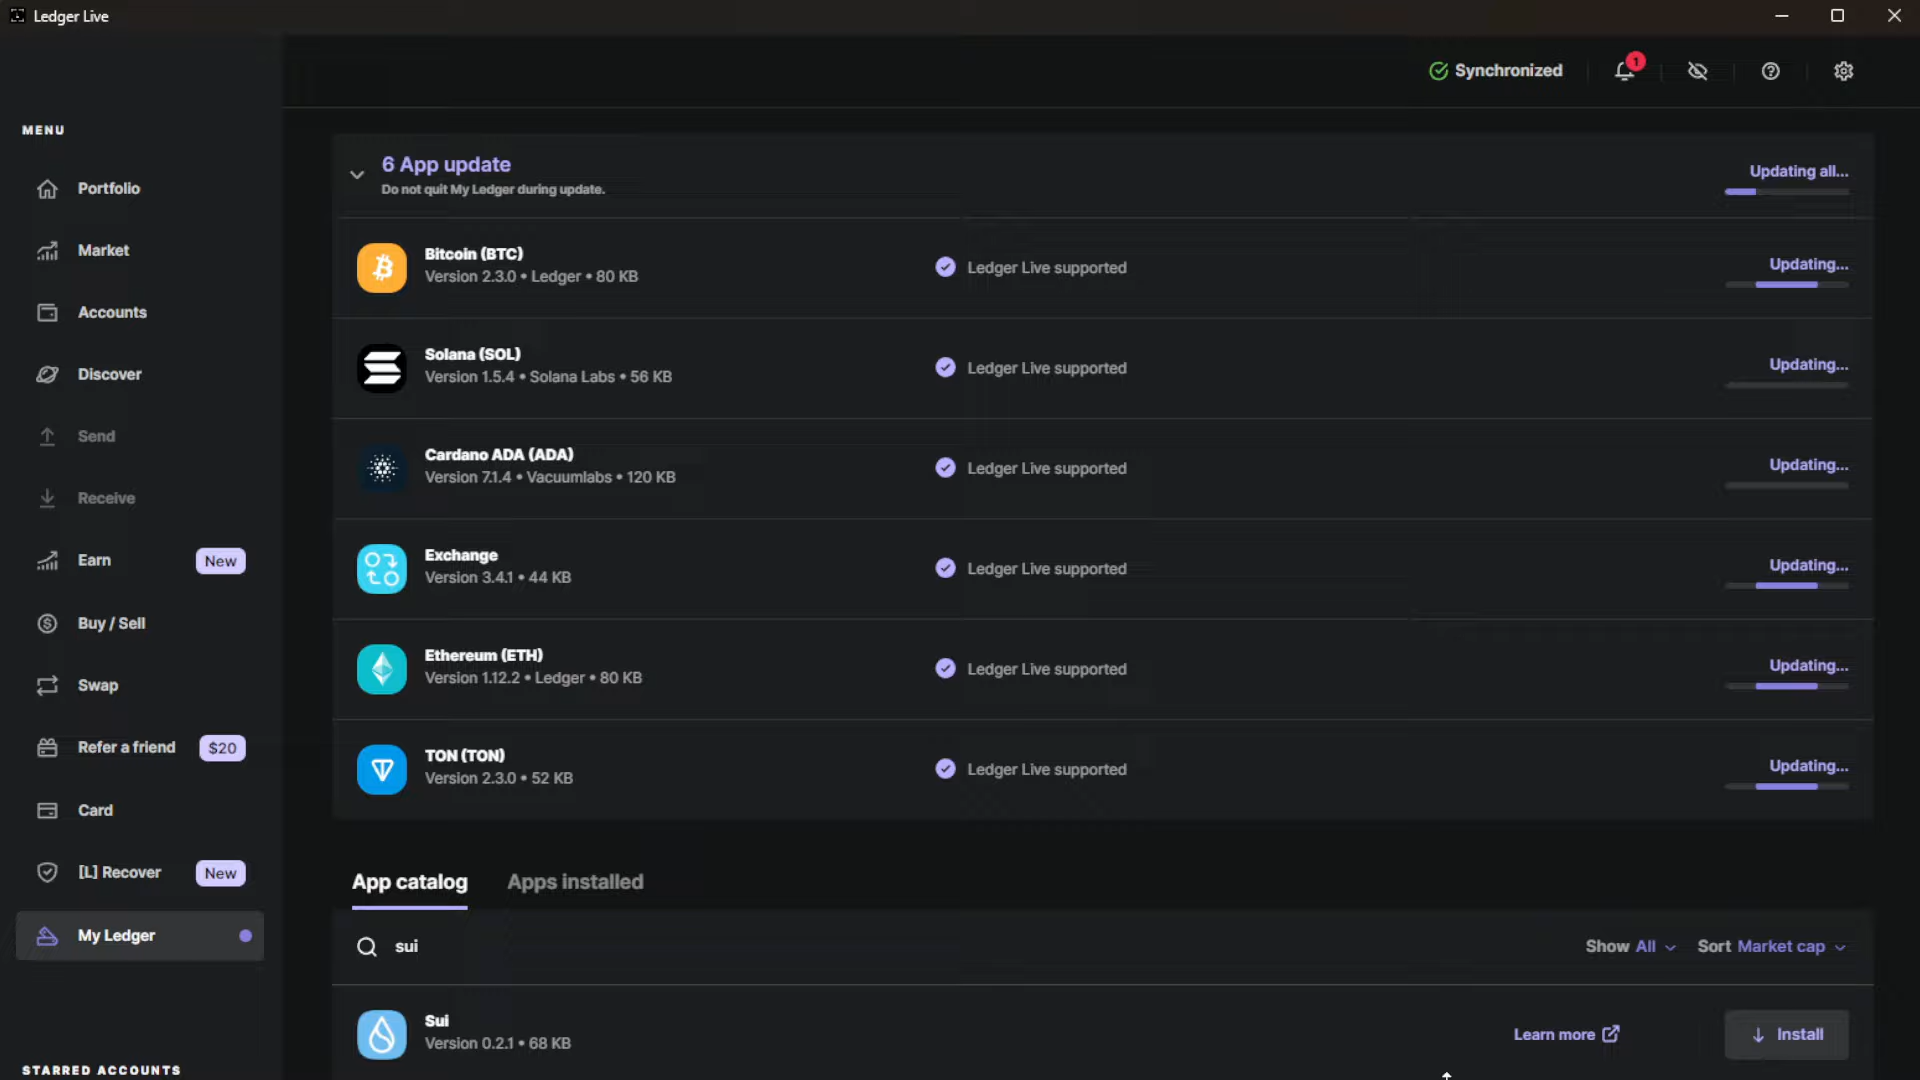 Ledger Live
Synchronized
1
MENU
Portfolio
Market
Accounts
Discover
Send
Receive
Earn
New
Buy / Sell
Swap
Refer a friend
$20
Card
[L] Recover
New
My Ledger
STARRED ACCOUNTS
6 App update
Do not quit My Ledger during update.
Updating all...
Bitcoin (BTC)
Version 2.3.0 • Ledger • 80 KB
Ledger Live supported
Updating...
Solana (SOL)
Version 1.5.4 • Solana Labs • 56 KB
Ledger Live supported
Updating...
Cardano ADA (ADA)
Version 7.1.4 • Vacuumlabs • 120 KB
Ledger Live supported
Updating...
Exchange
Version 3.4.1 • 44 KB
Ledger Live supported
Updating...
Ethereum (ETH)
Version 1.12.2 • Ledger • 80 KB
Ledger Live supported
Updating...
TON (TON)
Version 2.3.0 • 52 KB
Ledger Live supported
Updating...
App catalog
Apps installed
sui
Show All
Sort Market cap
Sui
Version 0.2.1 • 68 KB
Learn more
Install